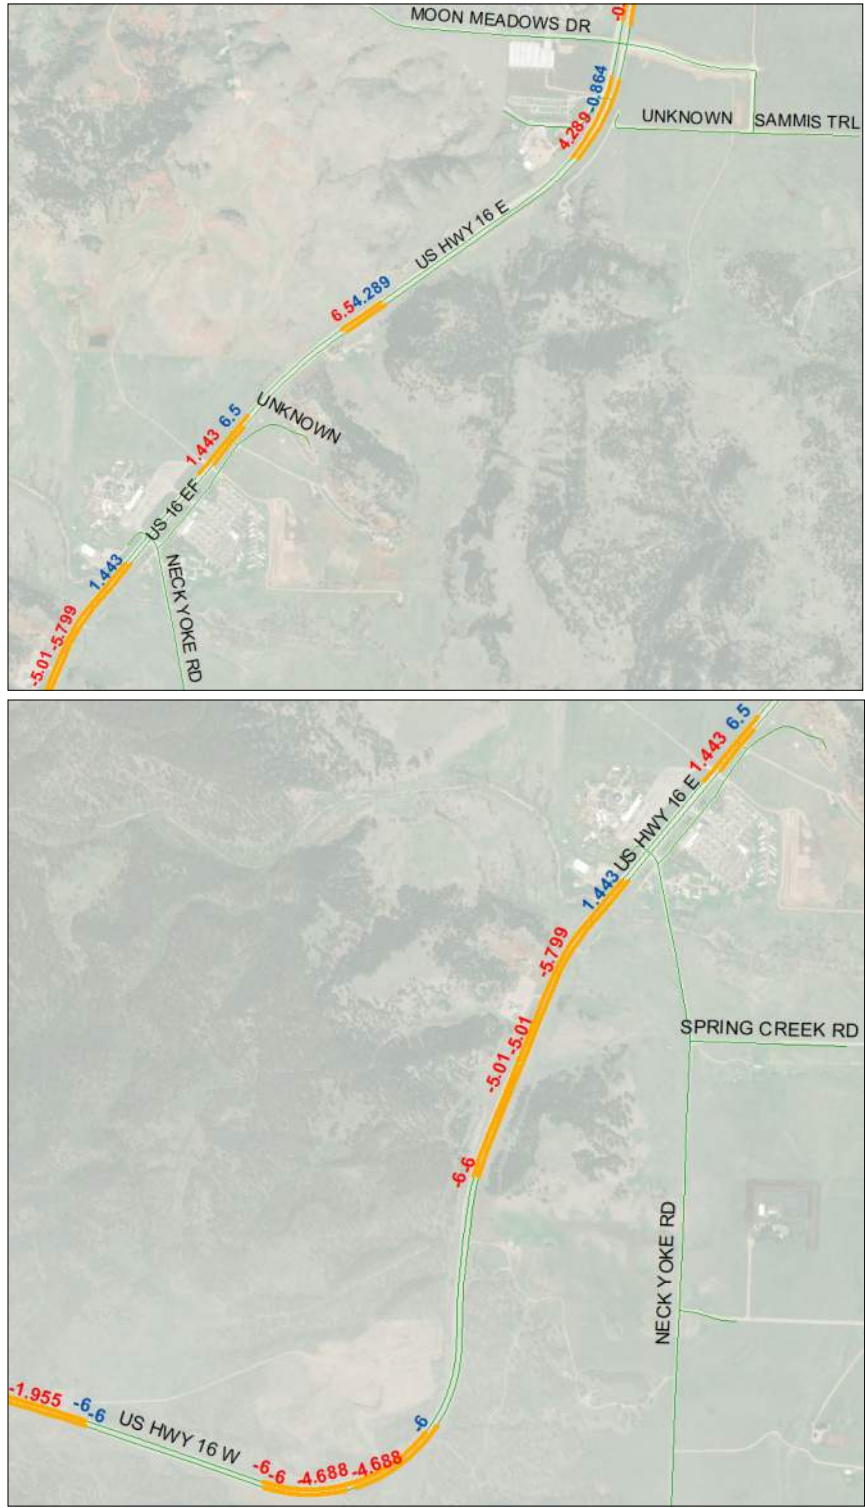 -0.
MOON MEADOWS DR
-0.864
4.289
UNKNOWN
SAMMIS TRL
US HWY 16 E
6.5
4.289
UNKNOWN
1.443
6.5
US 16 EF
1.443
NECK YOKE RD
-5.799
-5.01
6.5
1.443
US HWY 16 E
1.443
-5.799
-5.01
-5.01
SPRING CREEK RD
-6
-6
NECK YOKE RD
-1.955
-6
-6
US HWY 16 W
-6
-6
-6
-4.688
-4.688